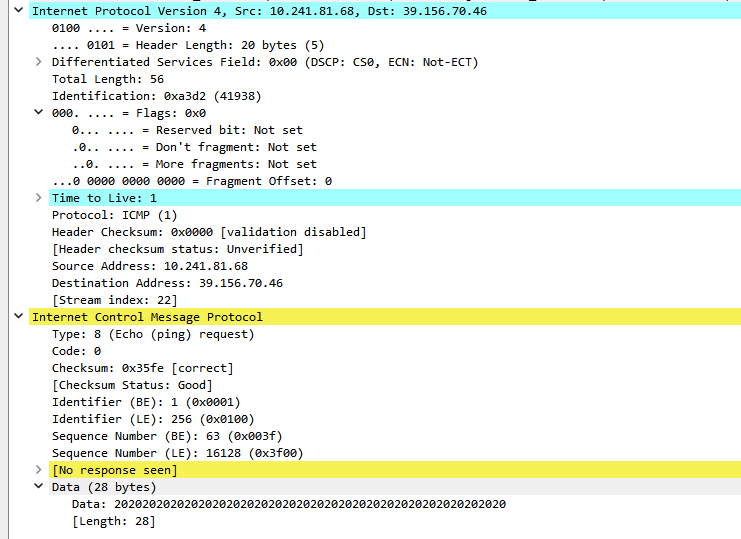 Internet Protocol Version 4, Src: 10.241.81.68, Dst: 39.156.70.46
0100 .... = Version: 4
.... 0101 = Header Length: 20 bytes (5)
Differentiated Services Field: 0x00 (DSCP: CS0, ECN: Not-ECT)
Total Length: 56
Identification: 0xa3d2 (41938)
000. .... = Flags: 0x0
0... .... = Reserved bit: Not set
.0.. .... = Don't fragment: Not set
..0. .... = More fragments: Not set
...0 0000 0000 0000 = Fragment Offset: 0
Time to Live: 1
Protocol: ICMP (1)
Header Checksum: 0x0000 [validation disabled]
[Header checksum status: Unverified]
Source Address: 10.241.81.68
Destination Address: 39.156.70.46
[Stream index: 22]
Internet Control Message Protocol
Type: 8 (Echo (ping) request)
Code: 0
Checksum: 0x35fe [correct]
[Checksum Status: Good]
Identifier (BE): 1 (0x0001)
Identifier (LE): 256 (0x0100)
Sequence Number (BE): 63 (0x003f)
Sequence Number (LE): 16128 (0x3f00)
[No response seen]
Data (28 bytes)
Data: 20202020202020202020202020202020202020202020202020202020
[Length: 28]